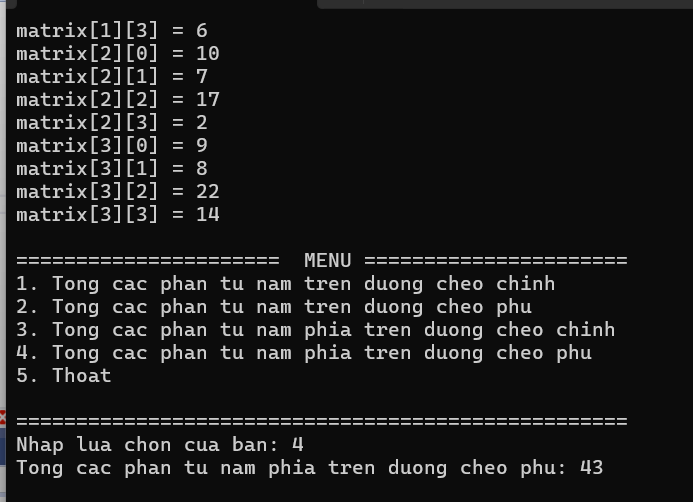 matrix[1][3] = 6
matrix[2][0] = 10
matrix[2][1] = 7
matrix[2][2] = 17
matrix[2][3] = 2
matrix[3][0] = 9
matrix[3][1] = 8
matrix[3][2] = 22
matrix[3][3] = 14
======================  MENU ======================
1. Tong cac phan tu nam tren duong cheo chinh
2. Tong cac phan tu nam tren duong cheo phu
3. Tong cac phan tu nam phia tren duong cheo chinh
4. Tong cac phan tu nam phia tren duong cheo phu
5. Thoat
===================================================
Nhap lua chon cua ban: 4
Tong cac phan tu nam phia tren duong cheo phu: 43